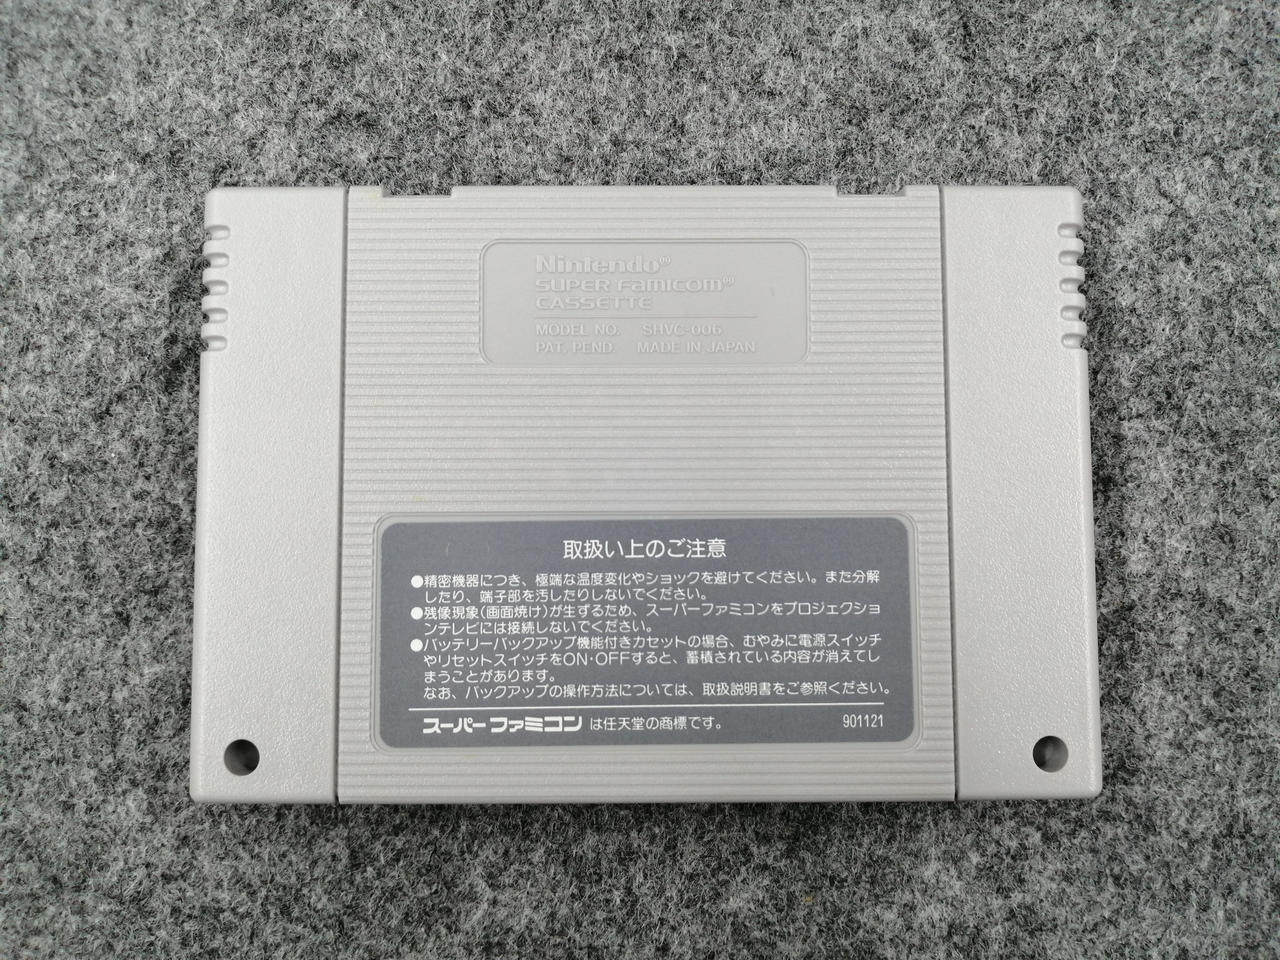 Nintendo®
SUPER FAMICOM®
CASSETTE
MODEL NO. SHVC-006
PAT. PEND. MADE IN JAPAN
取扱い上のご注意
●精密機器につき、極端な温度変化やショックを避けてください。また分解
したり、端子部を汚したりしないでください。
●残像現象(画面焼け)が生ずるため、スーパーファミコンをプロジェクショ
ンテレビには接続しないでください。
●バッテリーバックアップ機能付きカセットの場合、むやみに電源スイッチ
やリセットスイッチをON・OFFすると、蓄積されている内容が消えてし
まうことがあります。
なお、バックアップの操作方法については、取扱説明書をご参照ください。
スーパーファミコン は任天堂の商標です。 901121